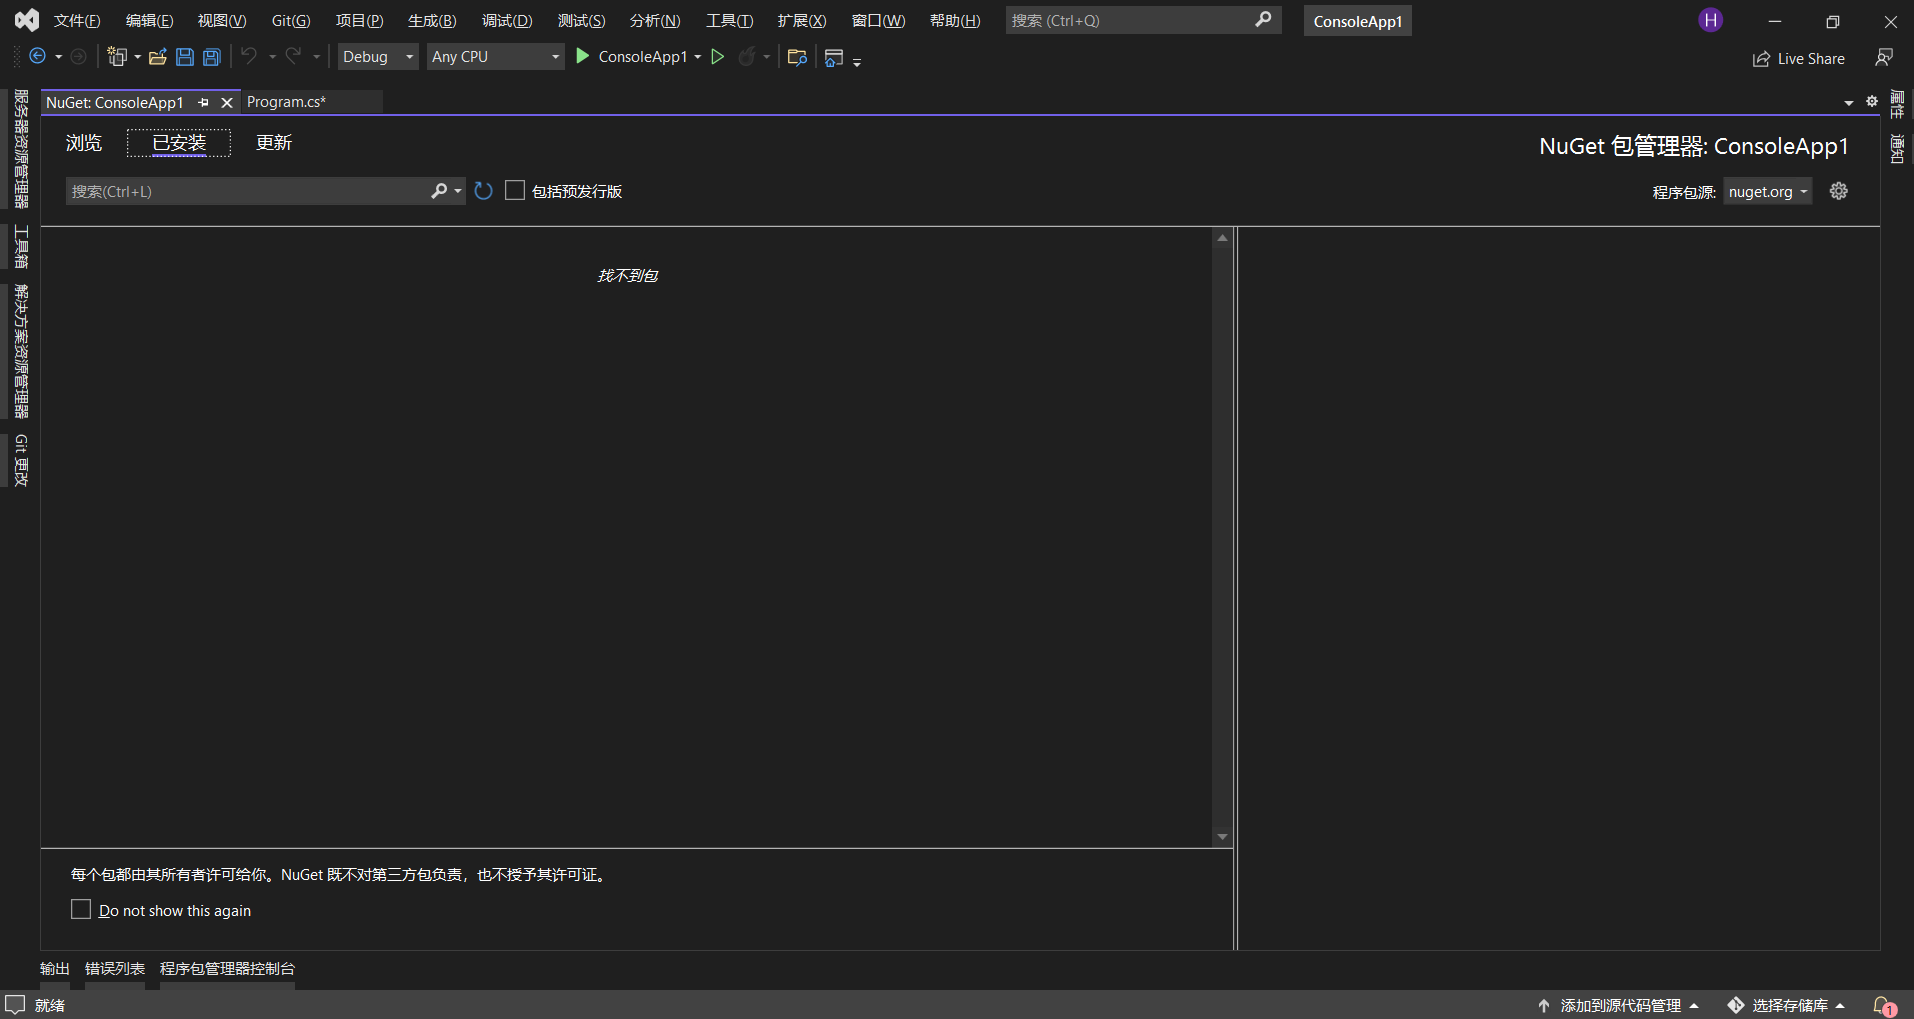 文件(F) 编辑(E) 视图(V) Git(G) 项目(P) 生成(B) 调试(D) 测试(S) 分析(N) 工具(T) 扩展(X) 窗口(W) 帮助(H) 搜索 (Ctrl+Q) ConsoleApp1 H
Debug Any CPU ConsoleApp1 Live Share
服务器资源管理器
工具箱
解决方案资源管理器
Git 更改
NuGet: ConsoleApp1 Program.cs*
浏览 已安装 更新 NuGet 包管理器: ConsoleApp1
搜索(Ctrl+L) 包括预发行版 程序包源: nuget.org
找不到包
每个包都由其所有者许可给你。NuGet 既不对第三方包负责，也不授予其许可证。
Do not show this again
属性
通知
输出 错误列表 程序包管理器控制台
就绪 添加到源代码管理 选择存储库 1